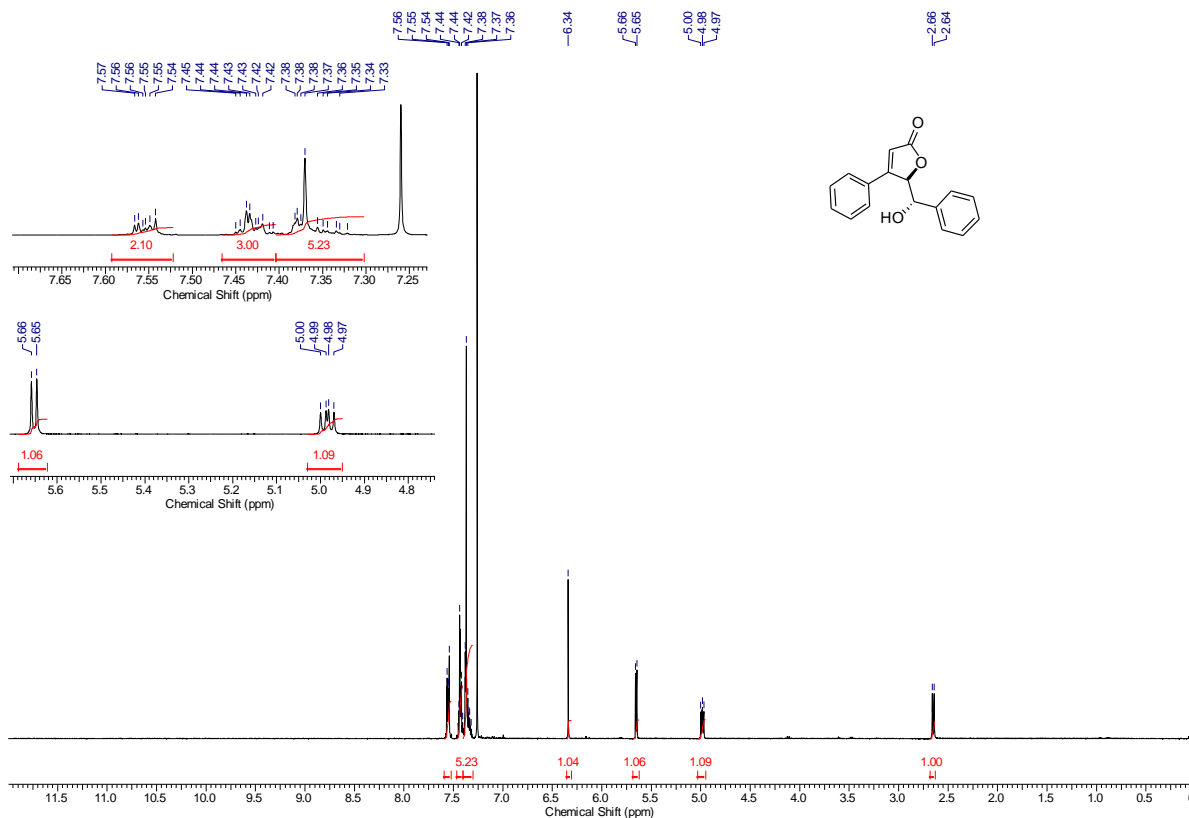 7.56 7.55 7.54 7.44 7.44 7.42 7.38 7.37 7.36 6.34 5.66 5.65 5.00 4.98 4.97 2.66 2.64
7.57 7.56 7.56 7.55 7.55 7.54 7.45 7.44 7.44 7.43 7.43 7.42 7.42 7.38 7.38 7.38 7.37 7.36 7.35 7.34 7.33
O
O
HO
2.10 3.00 5.23
7.65 7.60 7.55 7.50 7.45 7.40 7.35 7.30 7.25
Chemical Shift (ppm)
5.66 5.65 5.00 4.99 4.98 4.97
1.06 1.09
5.6 5.5 5.4 5.3 5.2 5.1 5.0 4.9 4.8
Chemical Shift (ppm)
5.23 1.04 1.06 1.09 1.00
11.5 11.0 10.5 10.0 9.5 9.0 8.5 8.0 7.5 7.0 6.5 6.0 5.5 5.0 4.5 4.0 3.5 3.0 2.5 2.0 1.5 1.0 0.5
Chemical Shift (ppm)